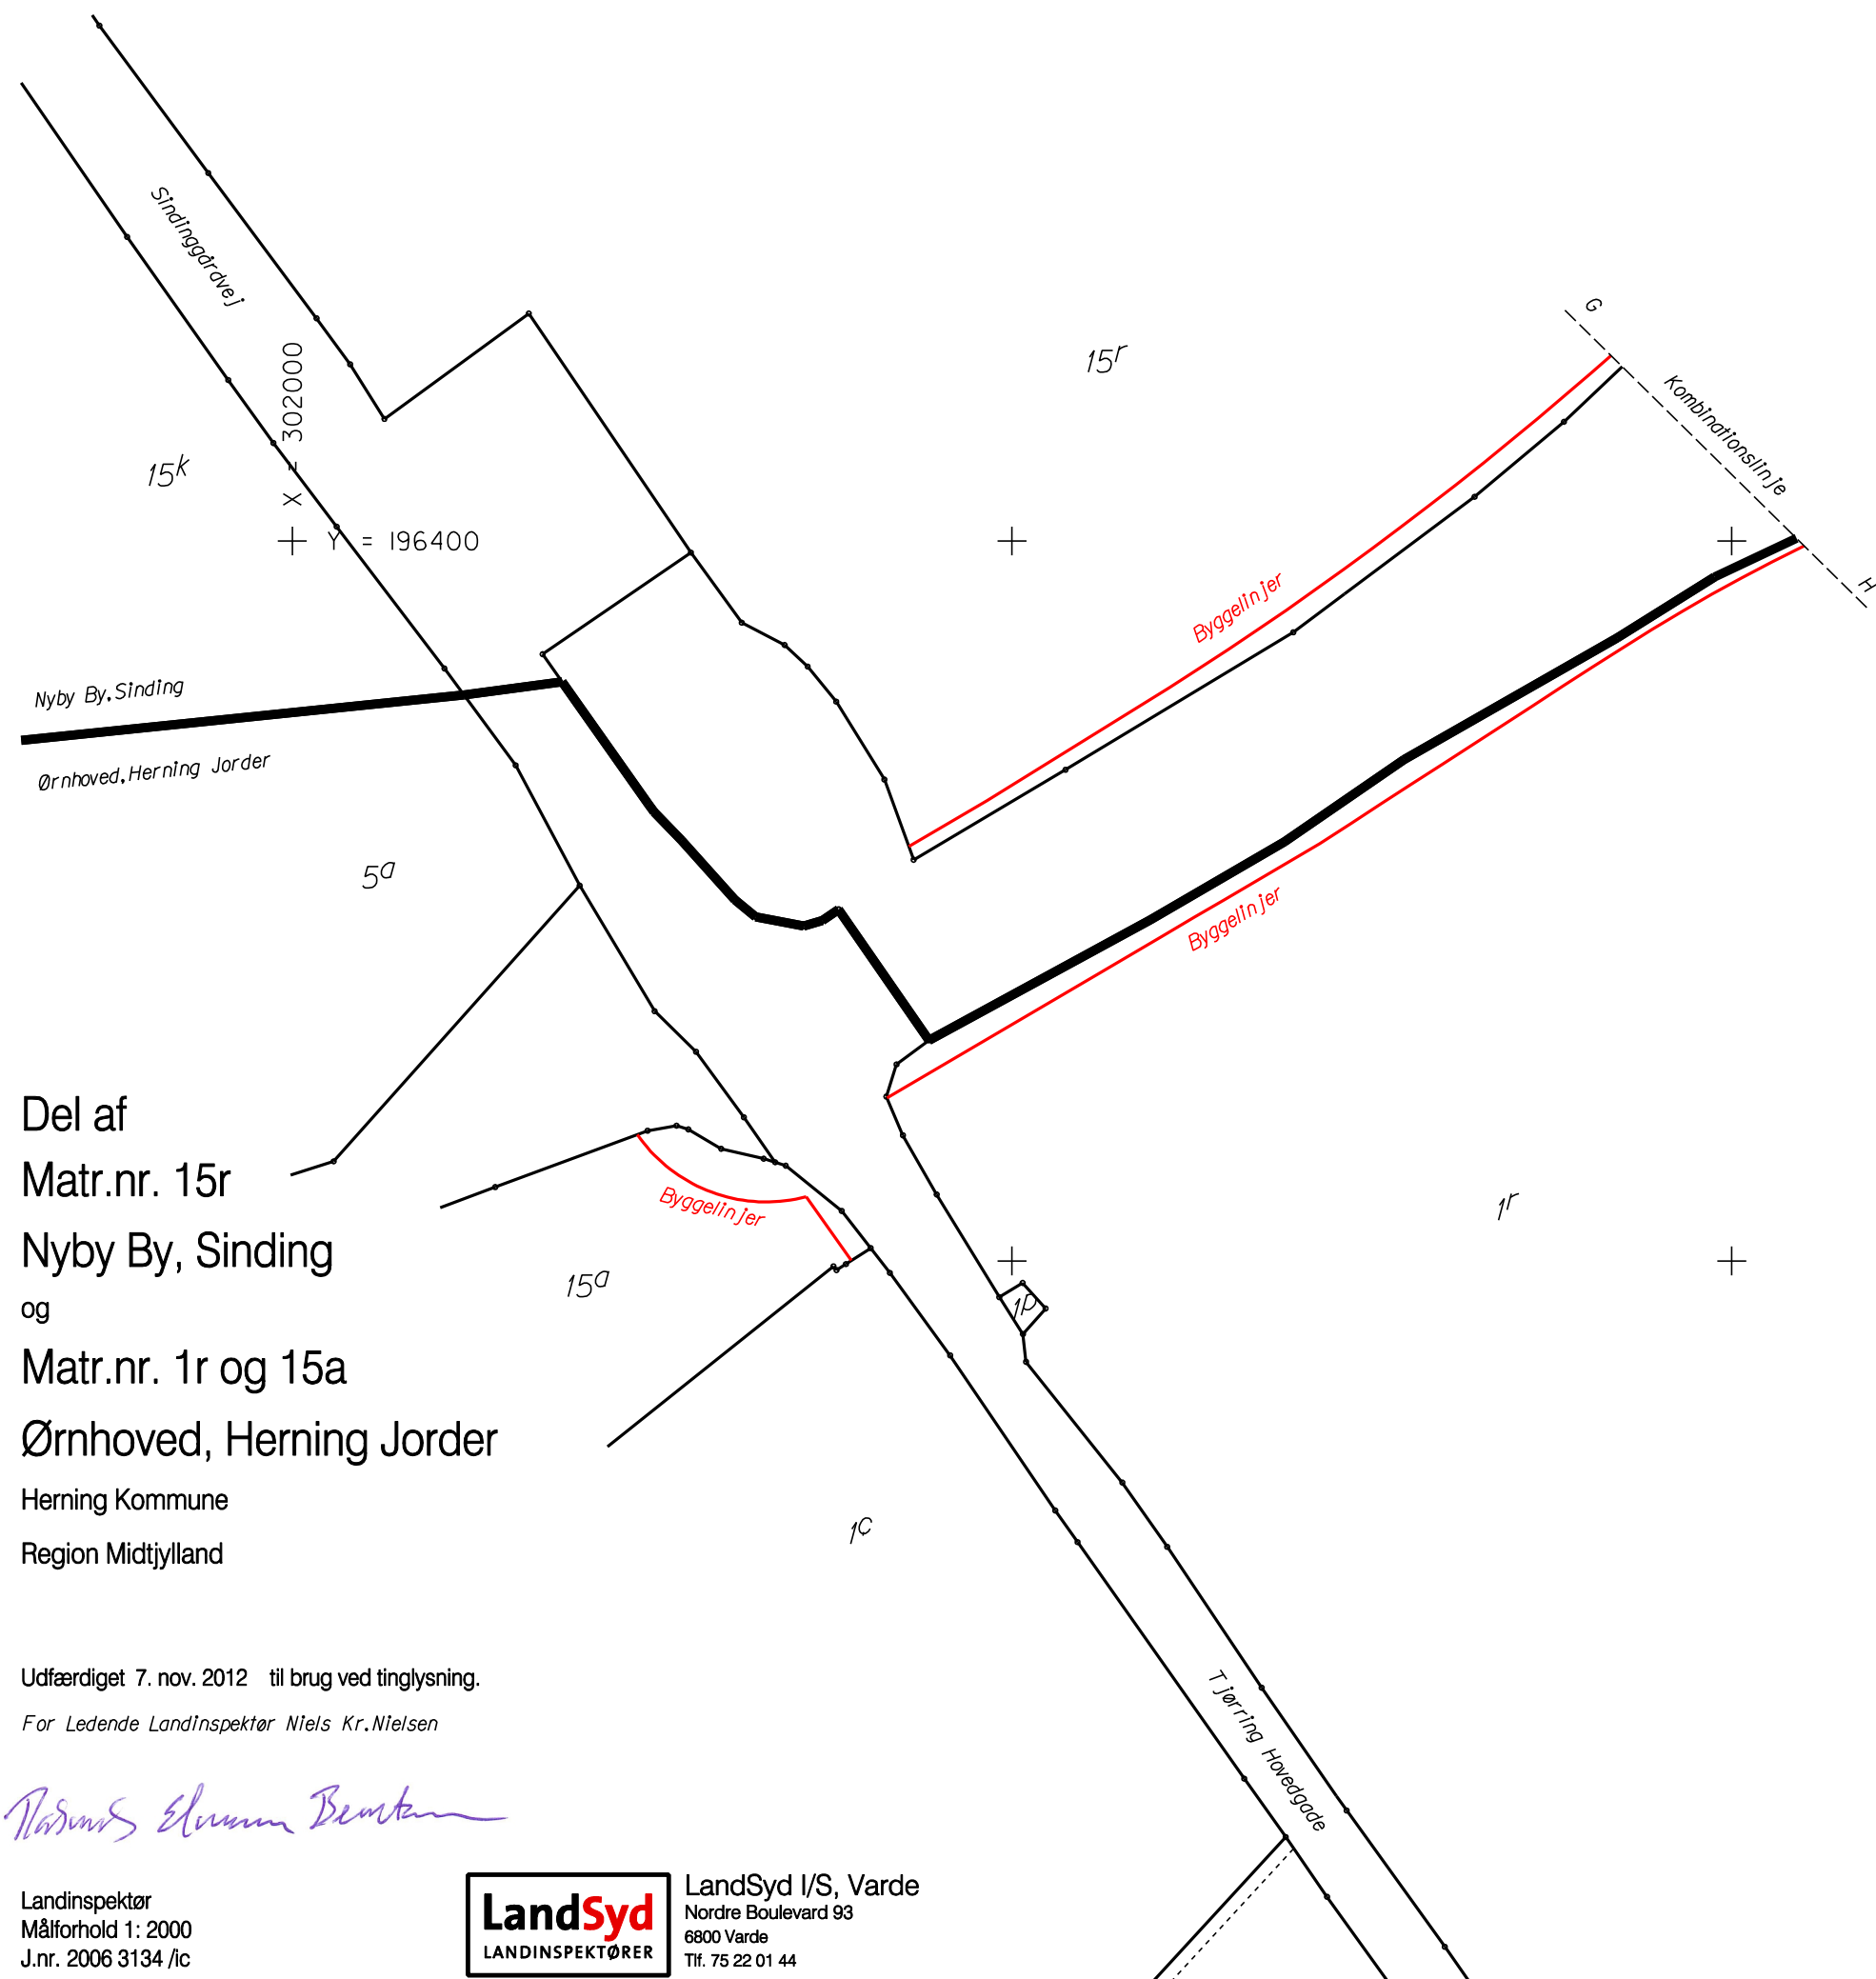 Sindinggårdvej
G
15r
Kombinationslinje
15k
X = 302000
Y = 196400
H
Byggelinjer
Nyby By, Sinding
Ørnhoved, Herning Jorder
5a
Byggelinjer
Del af
Matr.nr. 15r
Nyby By, Sinding
og
Matr.nr. 1r og 15a
Ørnhoved, Herning Jorder
Herning Kommune
Region Midtjylland
Byggelinjer
1r
15a
1p
1c
Tjørring Hovedgade
Udfærdiget 7. nov. 2012 til brug ved tinglysning.
For Ledende Landinspektør Niels Kr.Nielsen
Landinspektør
Målforhold 1: 2000
J.nr. 2006 3134 /ic
LandSyd
LANDINSPEKTØRER
LandSyd I/S, Varde
Nordre Boulevard 93
6800 Varde
Tlf. 75 22 01 44